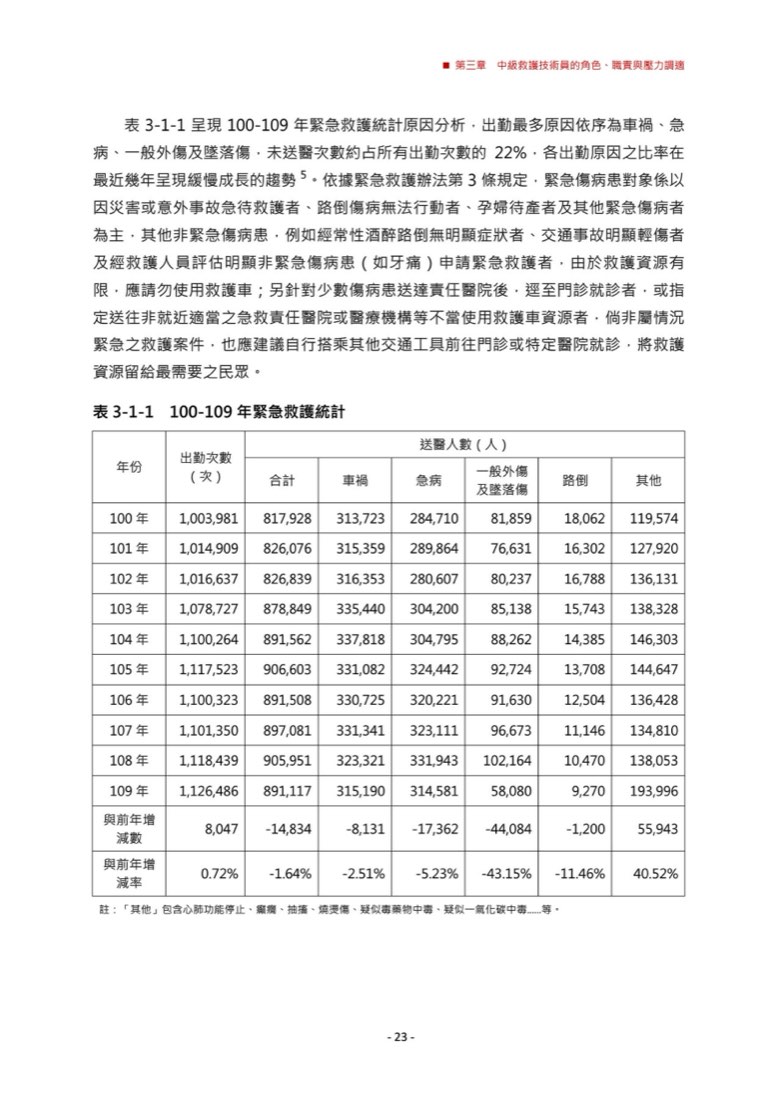 ■ 第三章　中級救護技術員的角色、職責與壓力調適
表 3-1-1 呈現 100-109 年緊急救護統計原因分析，出勤最多原因依序為車禍、急
病、一般外傷及墜落傷，未送醫次數約占所有出勤次數的 22%，各出勤原因之比率在
最近幾年呈現緩慢成長的趨勢 5。依據緊急救護辦法第 3 條規定，緊急傷病患對象係以
因災害或意外事故急待救護者、路倒傷病無法行動者、孕婦待產者及其他緊急傷病者
為主，其他非緊急傷病患，例如經常性酒醉路倒無明顯症狀者、交通事故明顯輕傷者
及經救護人員評估明顯非緊急傷病患（如牙痛）申請緊急救護者，由於救護資源有
限，應請勿使用救護車；另針對少數傷病患送達責任醫院後，逕至門診就診者，或指
定送往非就近適當之急救責任醫院或醫療機構等不當使用救護車資源者，倘非屬情況
緊急之救護案件，也應建議自行搭乘其他交通工具前往門診或特定醫院就診，將救護
資源留給最需要之民眾。
表 3-1-1　100-109 年緊急救護統計
年份 出勤次數（次） 送醫人數（人）
合計 車禍 急病 一般外傷及墜落傷 路倒 其他
100 年 1,003,981 817,928 313,723 284,710 81,859 18,062 119,574
101 年 1,014,909 826,076 315,359 289,864 76,631 16,302 127,920
102 年 1,016,637 826,839 316,353 280,607 80,237 16,788 136,131
103 年 1,078,727 878,849 335,440 304,200 85,138 15,743 138,328
104 年 1,100,264 891,562 337,818 304,795 88,262 14,385 146,303
105 年 1,117,523 906,603 331,082 324,442 92,724 13,708 144,647
106 年 1,100,323 891,508 330,725 320,221 91,630 12,504 136,428
107 年 1,101,350 897,081 331,341 323,111 96,673 11,146 134,810
108 年 1,118,439 905,951 323,321 331,943 102,164 10,470 138,053
109 年 1,126,486 891,117 315,190 314,581 58,080 9,270 193,996
與前年增減數 8,047 -14,834 -8,131 -17,362 -44,084 -1,200 55,943
與前年增減率 0.72% -1.64% -2.51% -5.23% -43.15% -11.46% 40.52%
註：「其他」包含心肺功能停止、癲癇、抽搐、燒燙傷、疑似毒藥物中毒、疑似一氧化碳中毒……等。
- 23 -